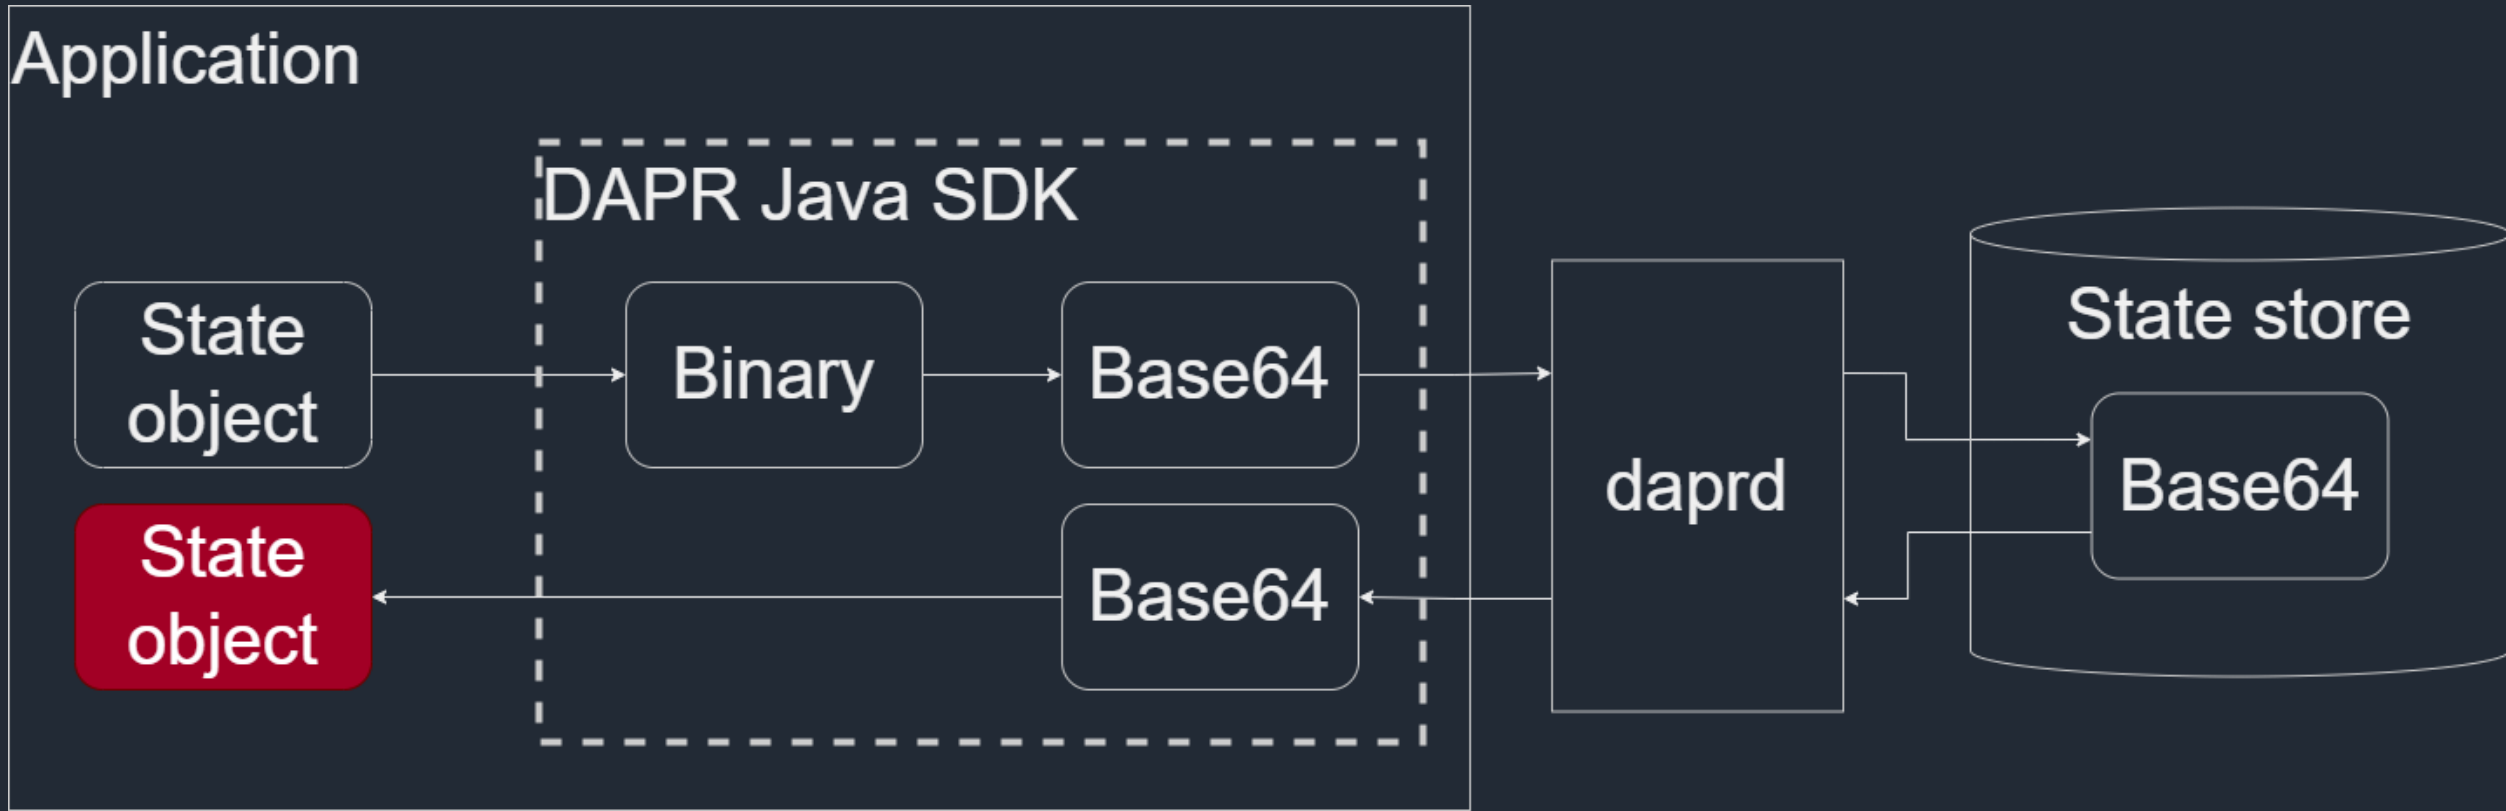 Application
DAPR Java SDK
State
object
Binary
Base64
State
object
Base64
daprd
State store
Base64